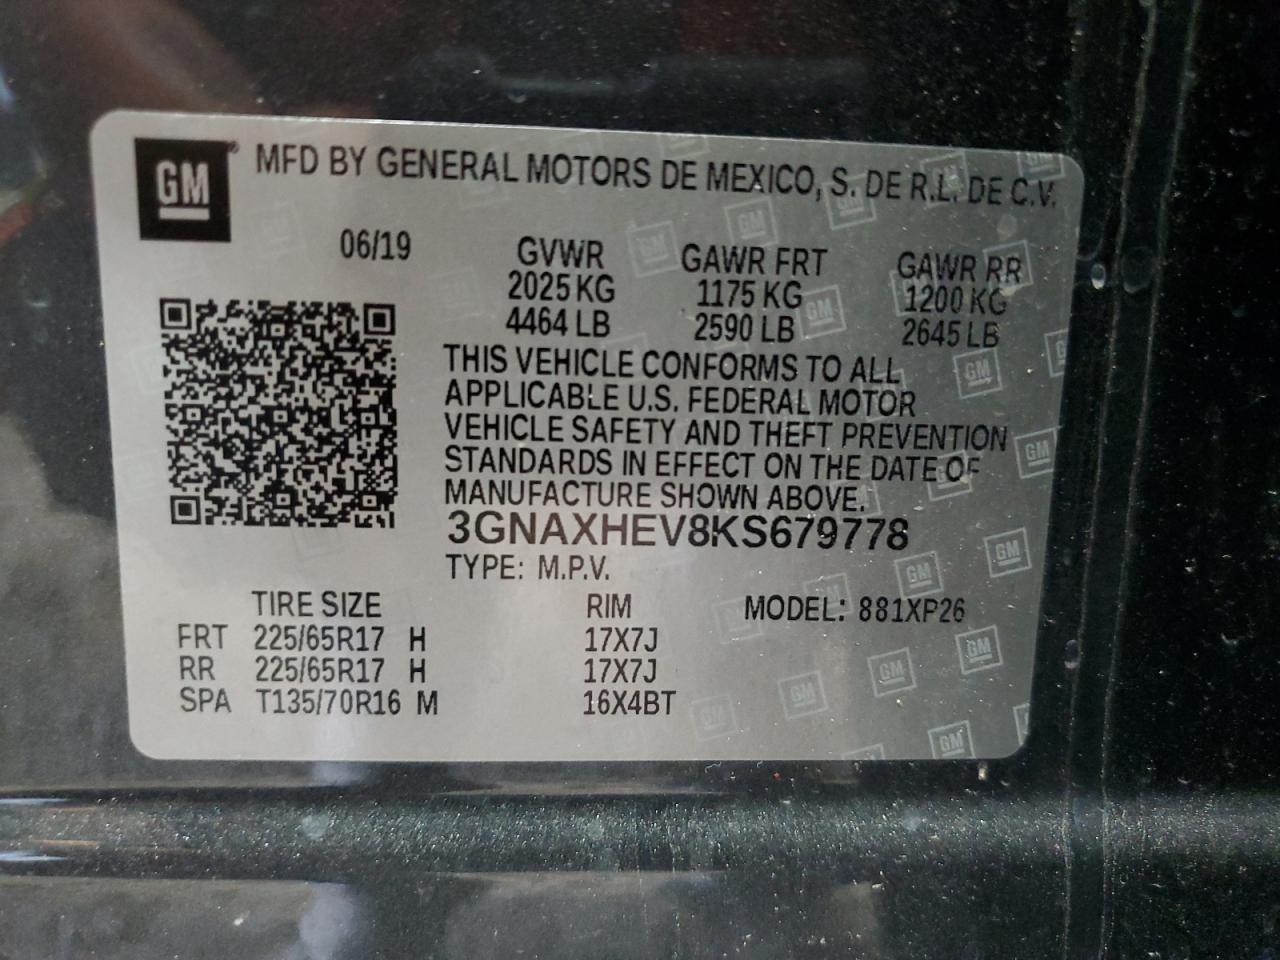 GM® MFD BY GENERAL MOTORS DE MEXICO, S. DE R.L. DE C.V.
06/19 GVWR GAWR FRT GAWR RR
2025 KG 1175 KG 1200 KG
4464 LB 2590 LB 2645 LB
THIS VEHICLE CONFORMS TO ALL
APPLICABLE U.S. FEDERAL MOTOR
VEHICLE SAFETY AND THEFT PREVENTION
STANDARDS IN EFFECT ON THE DATE OF
MANUFACTURE SHOWN ABOVE.
3GNAXHEV8KS679778
TYPE: M.P.V.
TIRE SIZE RIM MODEL: 881XP26
FRT 225/65R17 H 17X7J
RR 225/65R17 H 17X7J
SPA T135/70R16 M 16X4BT